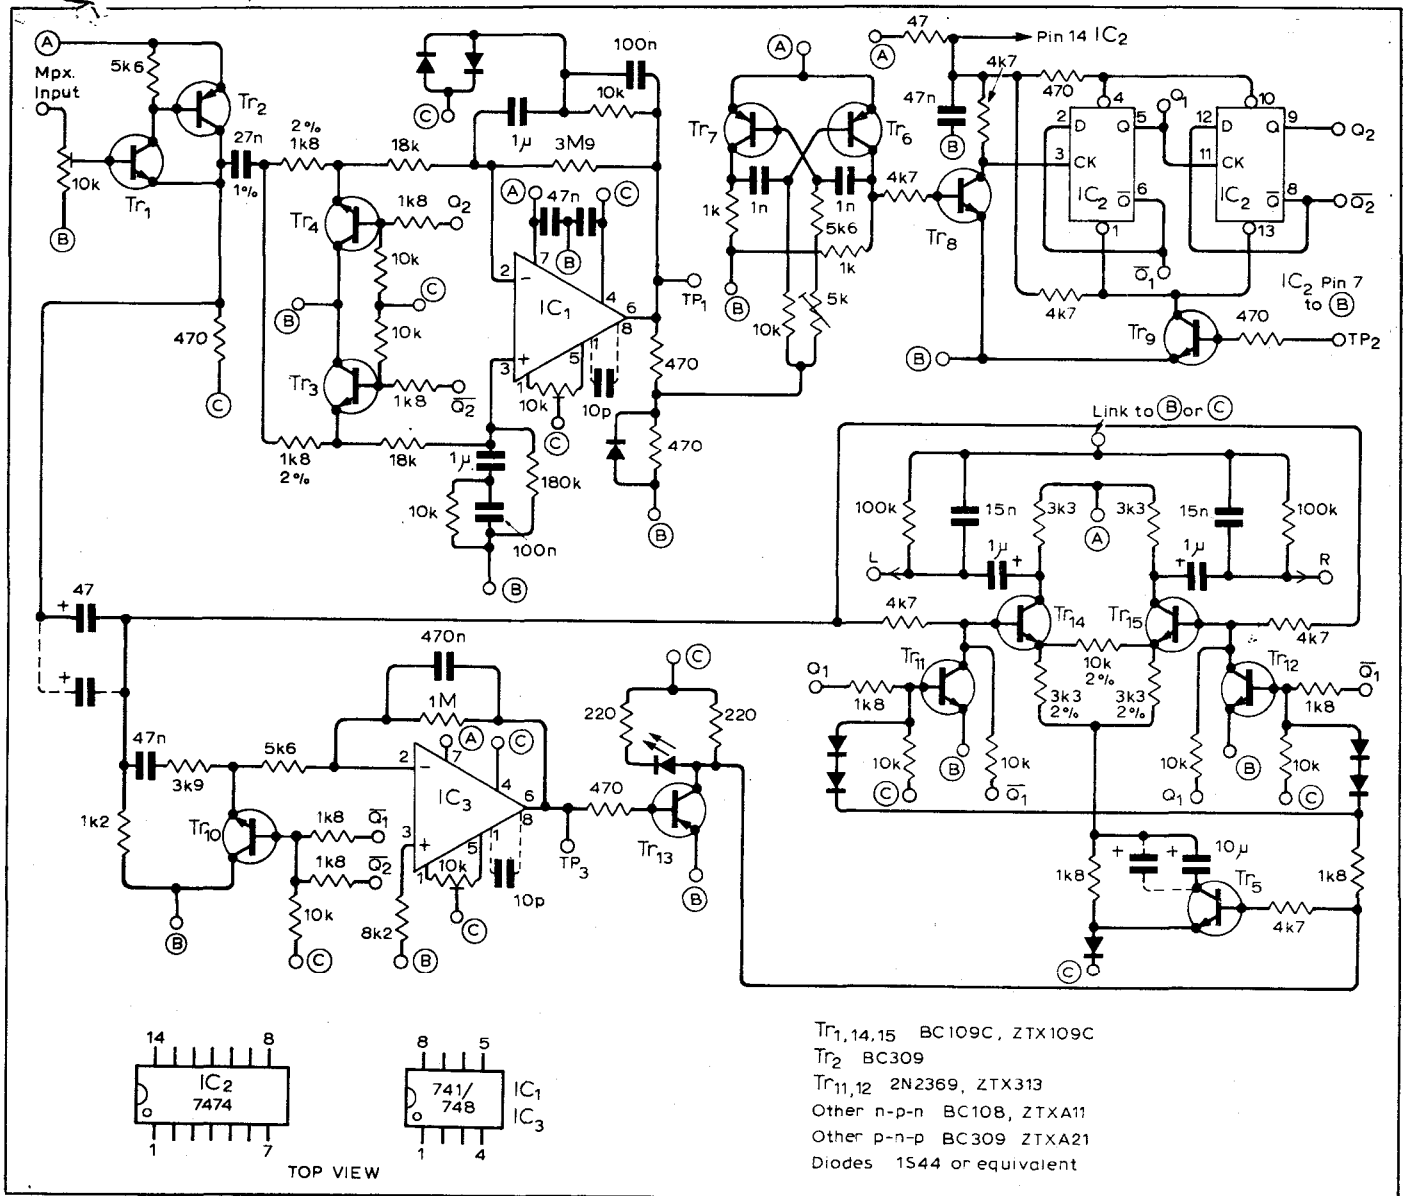 A
Mpx.
Input
5k6
Tr2
10k
Tr1
B
27n
1%
2%
1k8
18k
C
1μ
100n
10k
3M9
A
47n
C
B
7
2
−
IC1
4
6
8
3
+
1
5
1
10k
10p
C
TP1
470
470
B
Tr4
1k8
Q2
10k
B
C
10k
Tr3
1k8
Q̅2
470
C
1k8
2%
18k
1μ
180k
10k
100n
B
A
Tr7
Tr6
1n
1n
1k
5k6
1k
B
10k
5k
4k7
A
47
Pin 14 IC2
4k7
470
47n
B
Tr8
4
2
D
Q
5
Q1
3
CK
IC2
6
Q̅
1
Q̅1
10
12
D
Q
9
Q2
11
CK
IC2
8
Q̅
Q̅2
13
IC2 Pin 7
to B
4k7
Tr9
470
TP2
B
Link to B or C
100k
15n
3k3
A
3k3
15n
100k
L
1μ
+
+
1μ
R
4k7
Tr14
Tr15
4k7
10k
2%
3k3
2%
3k3
2%
Q1
1k8
Tr11
10k
C
B
10k
Q̅1
Tr12
Q̅1
1k8
10k
Q1
B
10k
C
1k8
+
+
10μ
Tr5
4k7
1k8
C
+
47
+
47n
3k9
5k6
470n
1M
A
C
7
2
−
IC3
4
6
8
3
+
1
5
1
10k
10p
C
8k2
B
1k2
B
Tr10
1k8
Q̅1
1k8
Q̅2
10k
C
TP3
470
Tr13
B
C
220
220
14
8
IC2
7474
1
7
8
5
741/
748
1
4
IC1
IC3
TOP VIEW
Tr1,14,15 BC109C, ZTX109C
Tr2 BC309
Tr11,12 2N2369, ZTX313
Other n-p-n BC108, ZTXA11
Other p-n-p BC309 ZTXA21
Diodes 1S44 or equivalent